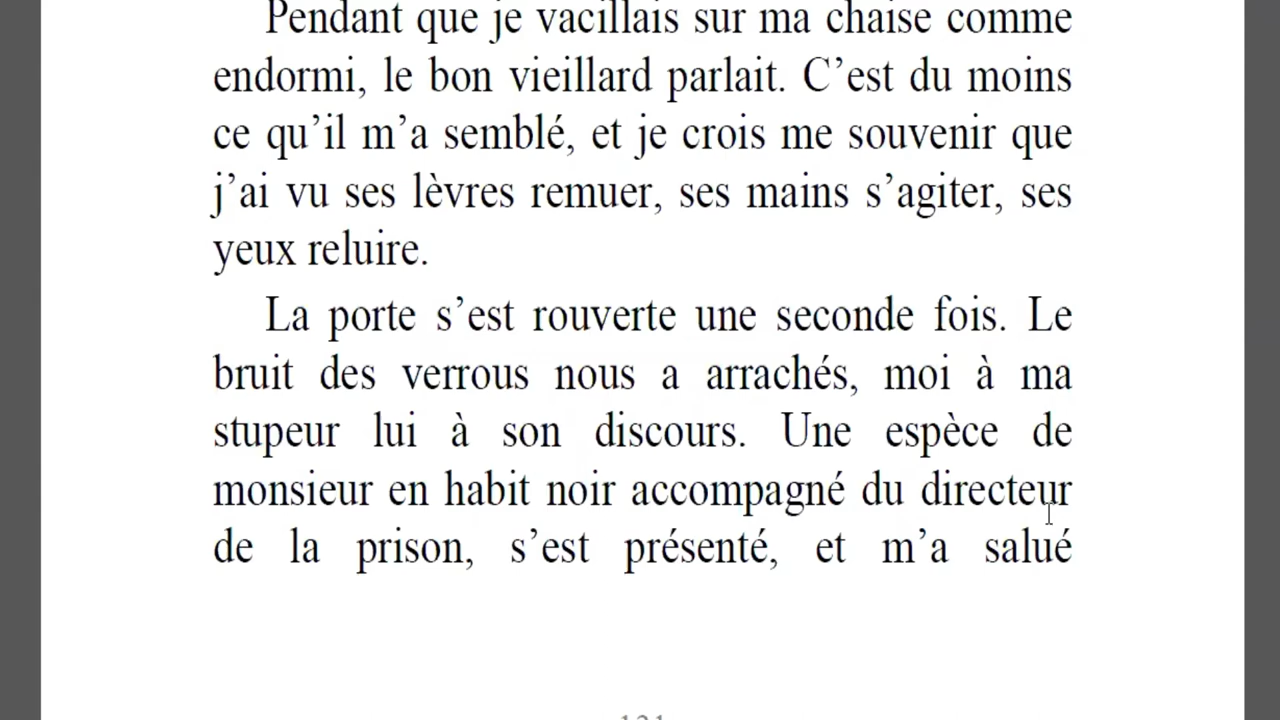 Pendant que je vacillais sur ma chaise comme
endormi, le bon vieillard parlait. C’est du moins
ce qu’il m’a semblé, et je crois me souvenir que
j’ai vu ses lèvres remuer, ses mains s’agiter, ses
yeux reluire.
La porte s’est rouverte une seconde fois. Le
bruit des verrous nous a arrachés, moi à ma
stupeur lui à son discours. Une espèce de
monsieur en habit noir accompagné du directeur
de la prison, s’est présenté, et m’a salué